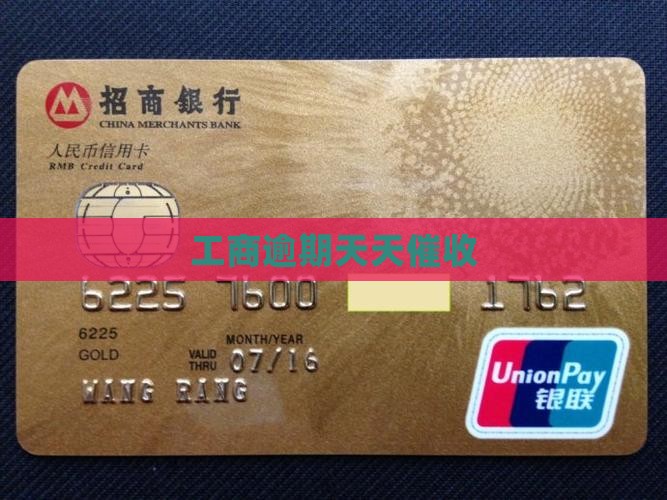 招商银行
CHINA MERCHANTS BANK
人民币信用卡
RMB Credit Card
工商逾期天天催收
6225 7600 1762
6225
GOLD
MONTH/YEAR
VALID THRU 07/16
WANG RANG
UnionPay
银联